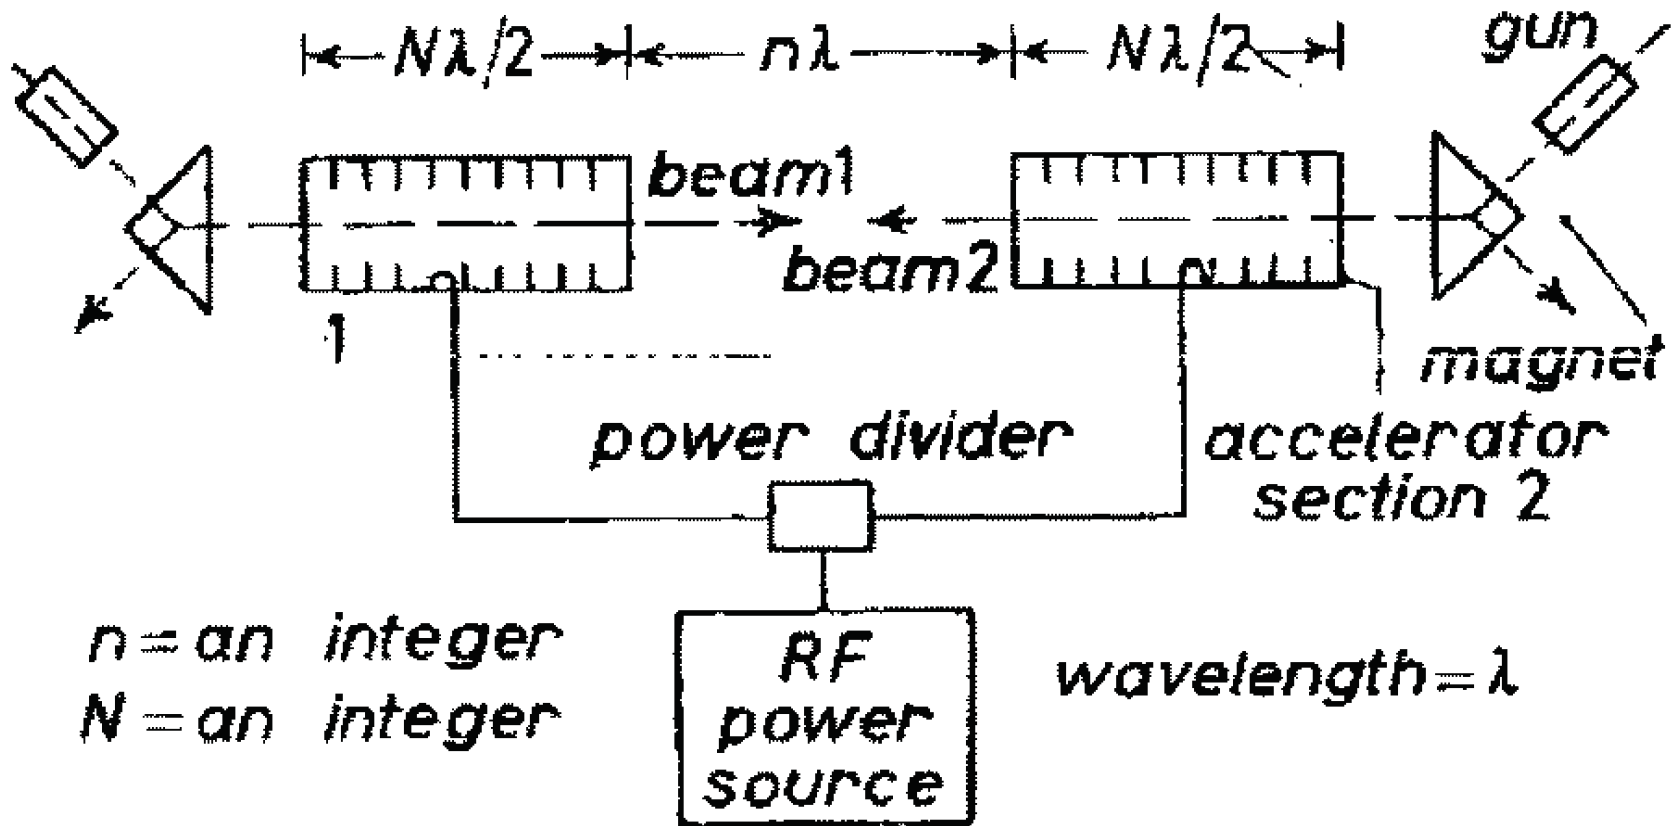 Nλ/2 nλ Nλ/2 gun
beam1
beam2
1
magnet
power divider
accelerator
section 2
n = an integer
N = an integer
RF
power
source
wavelength = λ